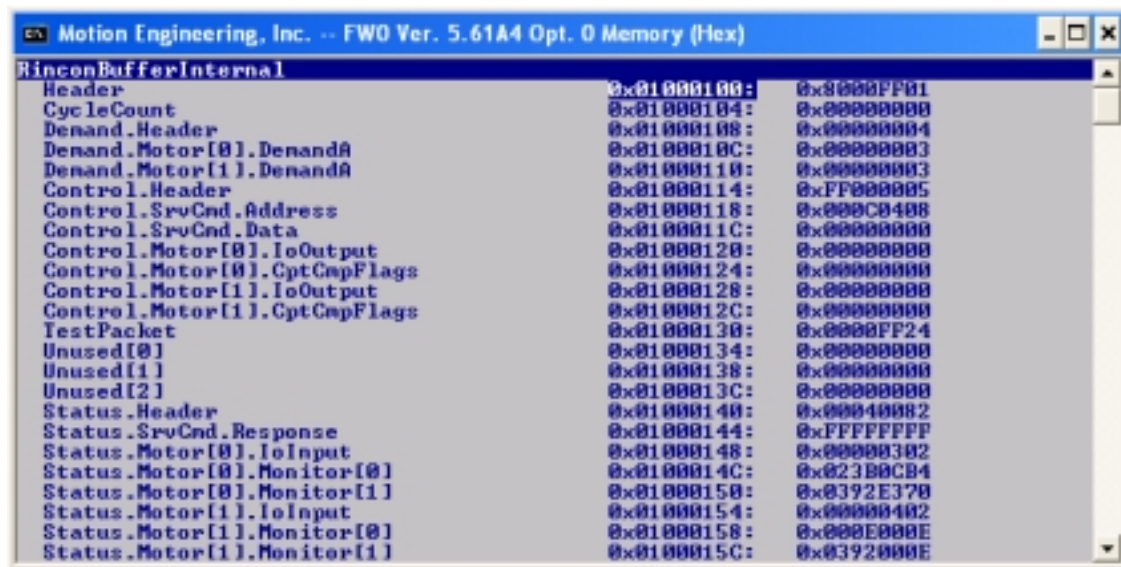 Motion Engineering, Inc. -- FW0 Ver. 5.61A4 Opt. 0 Memory (Hex)
RinconBufferInternal
Header 0x01000100: 0x8000FF01
CycleCount 0x01000104: 0x00000000
Demand.Header 0x01000108: 0x00000004
Demand.Motor[0].DemandA 0x0100010C: 0x00000003
Demand.Motor[1].DemandA 0x01000110: 0x00000003
Control.Header 0x01000114: 0xFF000005
Control.SrvCmd.Address 0x01000118: 0x000C0408
Control.SrvCmd.Data 0x0100011C: 0x00000000
Control.Motor[0].IoOutput 0x01000120: 0x00000000
Control.Motor[0].CptCmpFlags 0x01000124: 0x00000000
Control.Motor[1].IoOutput 0x01000128: 0x00000000
Control.Motor[1].CptCmpFlags 0x0100012C: 0x00000000
TestPacket 0x01000130: 0x0000FF24
Unused[0] 0x01000134: 0x00000000
Unused[1] 0x01000138: 0x00000000
Unused[2] 0x0100013C: 0x00000000
Status.Header 0x01000140: 0x00040082
Status.SrvCmd.Response 0x01000144: 0xFFFFFFFF
Status.Motor[0].IoInput 0x01000148: 0x00000302
Status.Motor[0].Monitor[0] 0x0100014C: 0x023B0CB4
Status.Motor[0].Monitor[1] 0x01000150: 0x0392E370
Status.Motor[1].IoInput 0x01000154: 0x00000402
Status.Motor[1].Monitor[0] 0x01000158: 0x000E000E
Status.Motor[1].Monitor[1] 0x0100015C: 0x0392000E